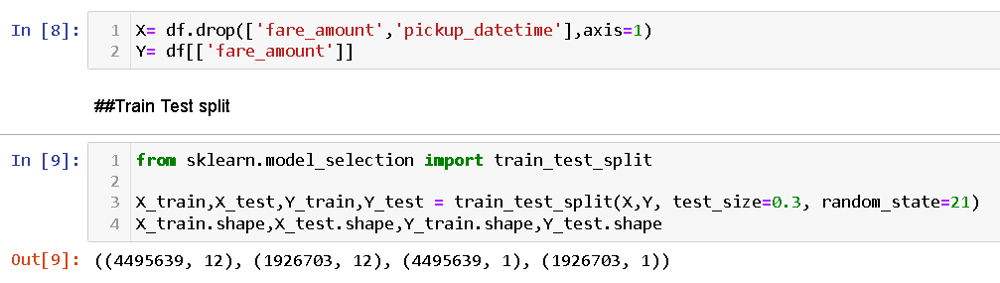 In [8]:
1 X= df.drop(['fare_amount','pickup_datetime'],axis=1)
2 Y= df[['fare_amount']]
##Train Test split
In [9]:
1 from sklearn.model_selection import train_test_split
2
3 X_train,X_test,Y_train,Y_test = train_test_split(X,Y, test_size=0.3, random_state=21)
4 X_train.shape,X_test.shape,Y_train.shape,Y_test.shape
Out[9]: ((4495639, 12), (1926703, 12), (4495639, 1), (1926703, 1))